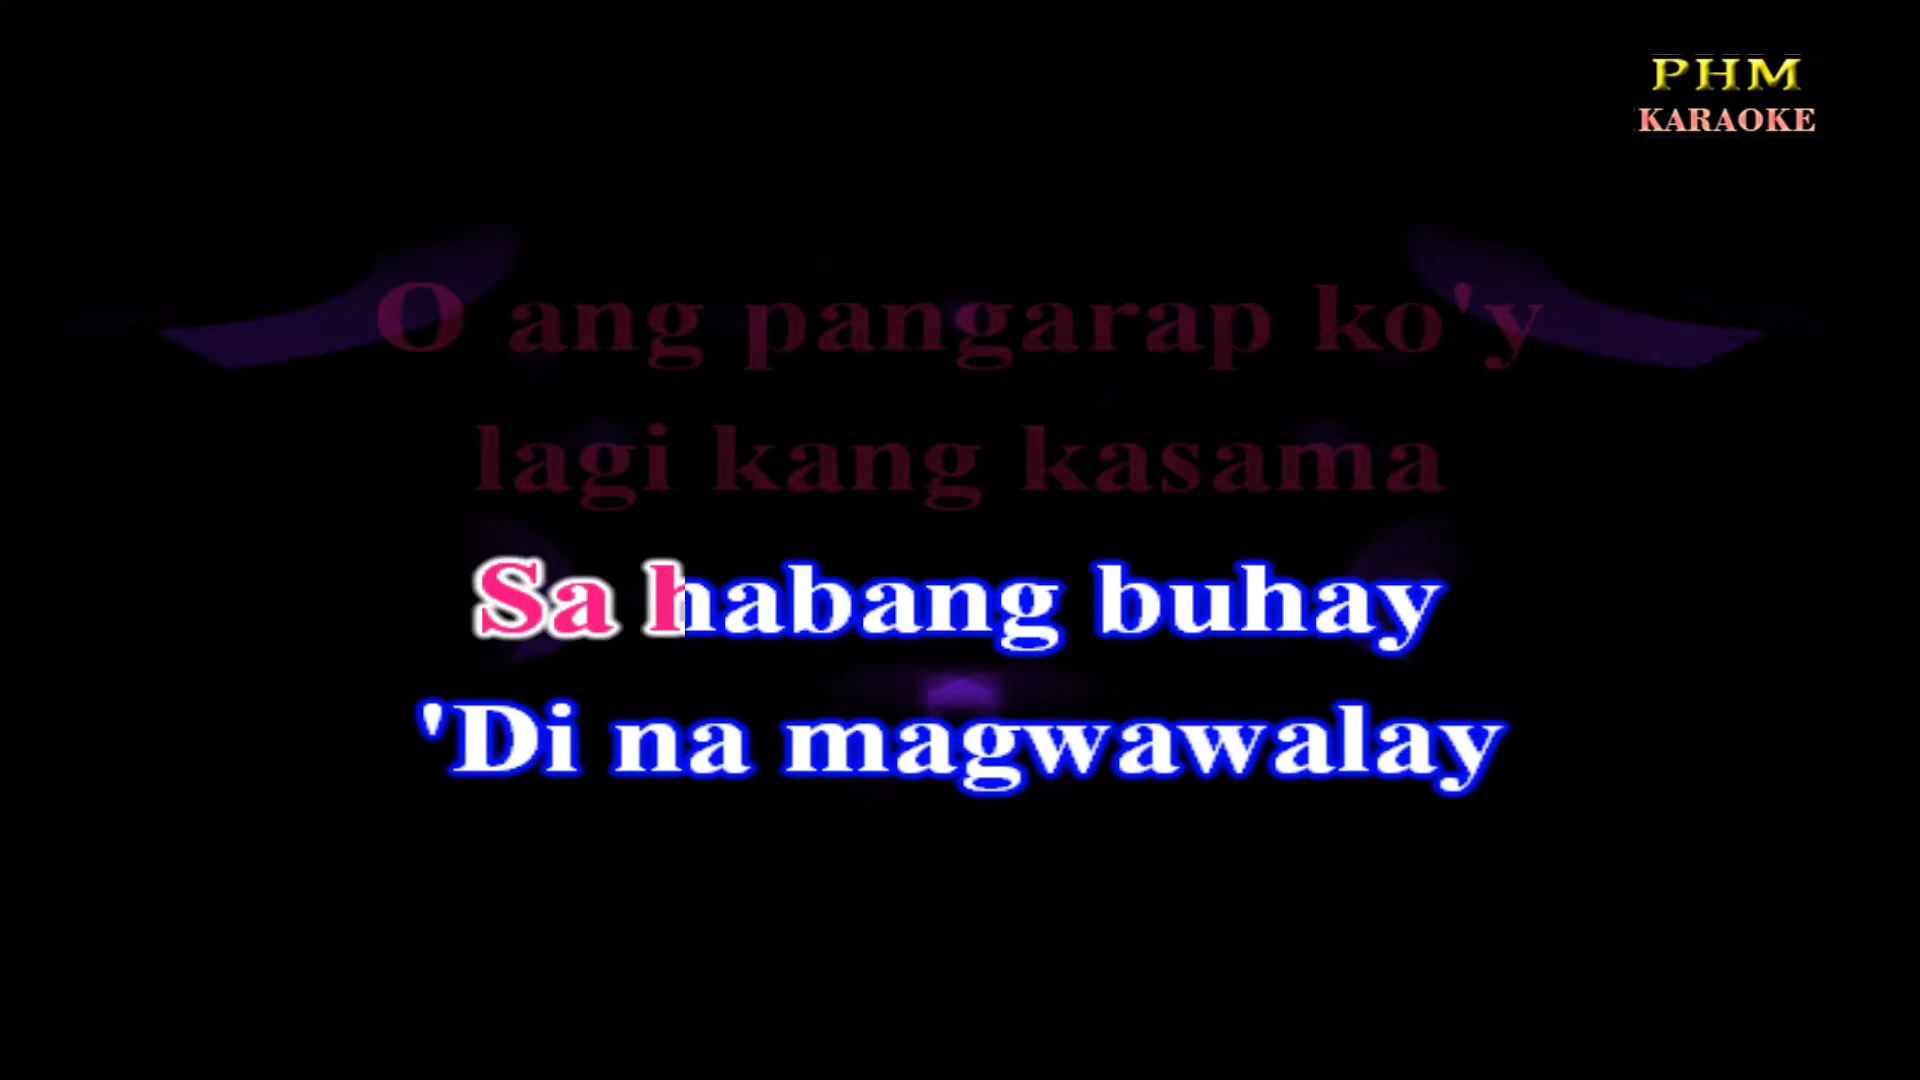 PHM
KARAOKE
O ang pangarap ko'y
lagi kang kasama
Sa habang buhay
'Di na magwawalay